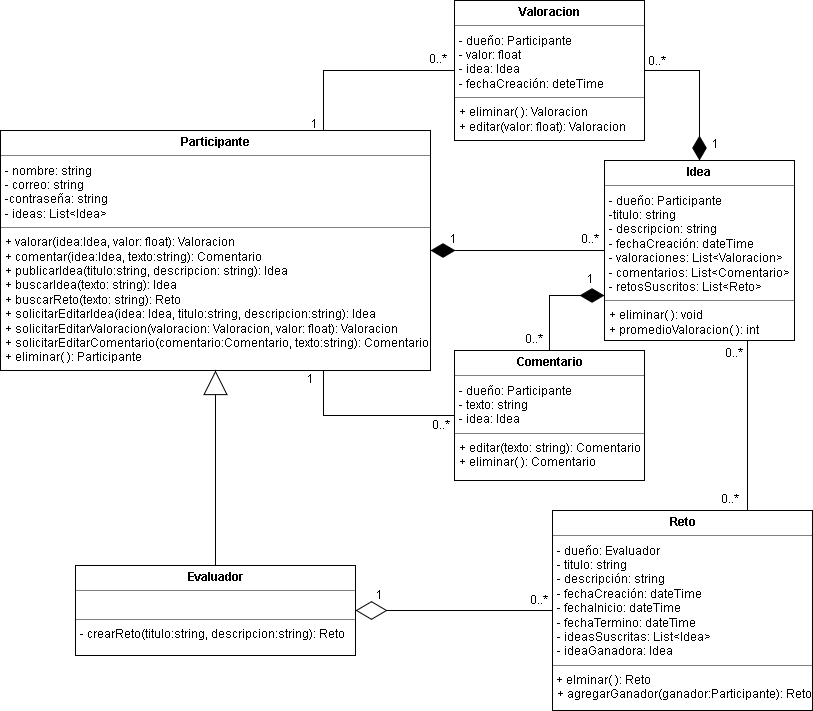 Valoracion
- dueño: Participante
- valor: float
- idea: Idea
- fechaCreación: deteTime
+ eliminar(): Valoracion
+ editar(valor: float): Valoracion
0..*
0..*
1
1
Participante
- nombre: string
- correo: string
-contraseña: string
- ideas: List<Idea>
+ valorar(idea:Idea, valor: float): Valoracion
+ comentar(idea:Idea, texto:string): Comentario
+ publicarIdea(titulo:string, descripcion: string): Idea
+ buscarIdea(texto: string): Idea
+ buscarReto(texto: string): Reto
+ solicitarEditarIdea(idea: Idea, titulo:string, descripcion:string): Idea
+ solicitarEditarValoracion(valoracion: Valoracion, valor: float): Valoracion
+ solicitarEditarComentario(comentario:Comentario, texto:string): Comentario
+ eliminar(): Participante
1
0..*
Idea
- dueño: Participante
-titulo: string
- descripcion: string
- fechaCreación: dateTime
- valoraciones: List<Valoracion>
- comentarios: List<Comentario>
- retosSuscritos: List<Reto>
+ eliminar(): void
+ promedioValoracion(): int
1
0..*
0..*
1
0..*
Comentario
- dueño: Participante
- texto: string
- idea: Idea
+ editar(texto: string): Comentario
+ eliminar(): Comentario
0..*
Reto
- dueño: Evaluador
- titulo: string
- descripción: string
- fechaCreación: dateTime
- fechaInicio: dateTime
- fechaTermino: dateTime
- ideasSuscritas: List<Idea>
- ideaGanadora: Idea
+ elminar(): Reto
+ agregarGanador(ganador:Participante): Reto
Evaluador
- crearReto(titulo:string, descripcion:string): Reto
1
0..*